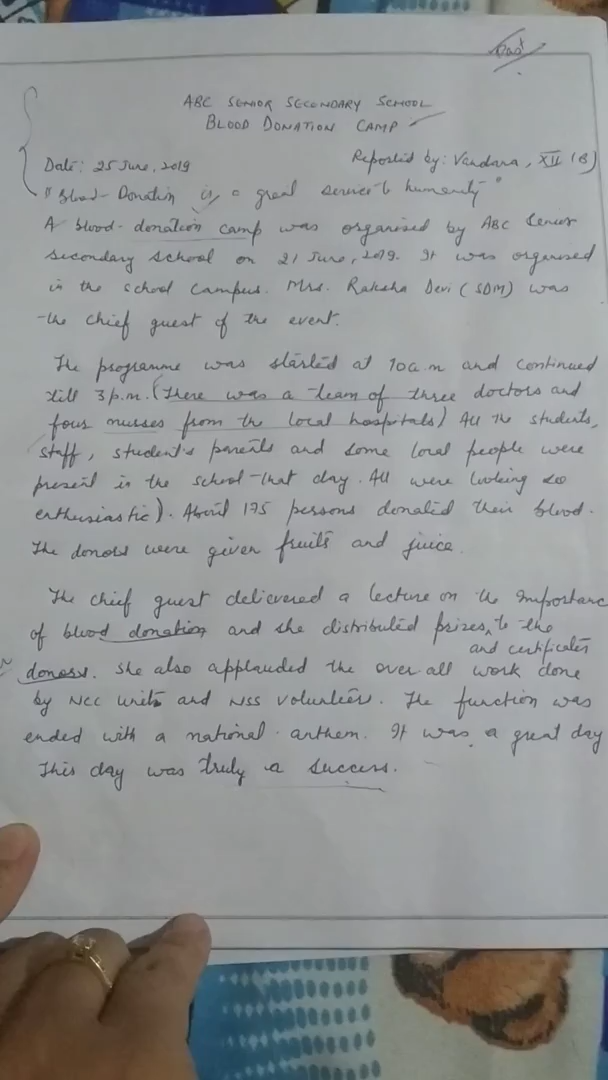 Past
ABC SENIOR SECONDARY SCHOOL
BLOOD DONATION CAMP
Date: 25 June, 2019
Reported by: Vandana, XII (B)
"Blood-Donation is a great service to humanity"
A blood-donation camp was organised by ABC Senior
Secondary School on 21 June, 2019. It was organised
in the school campus. Mrs. Raksha Devi (SDM) was
the chief guest of the event.
The programme was started at 10 a.m and continued
till 3 p.m. (There was a team of three doctors and
four nurses from the local hospitals) All the students,
staff, student's parents and some local people were
present in the school that day. All were looking so
enthusiastic). About 175 persons donated their blood.
The donors were given fruits and juice.
The chief guest delivered a lecture on the importance
of blood donation and she distributed prizes, to the
and certificates
donors. She also applauded the over all work done
by NCC units and NSS volunteers. The function was
ended with a national anthem. It was a great day
This day was truly a success.